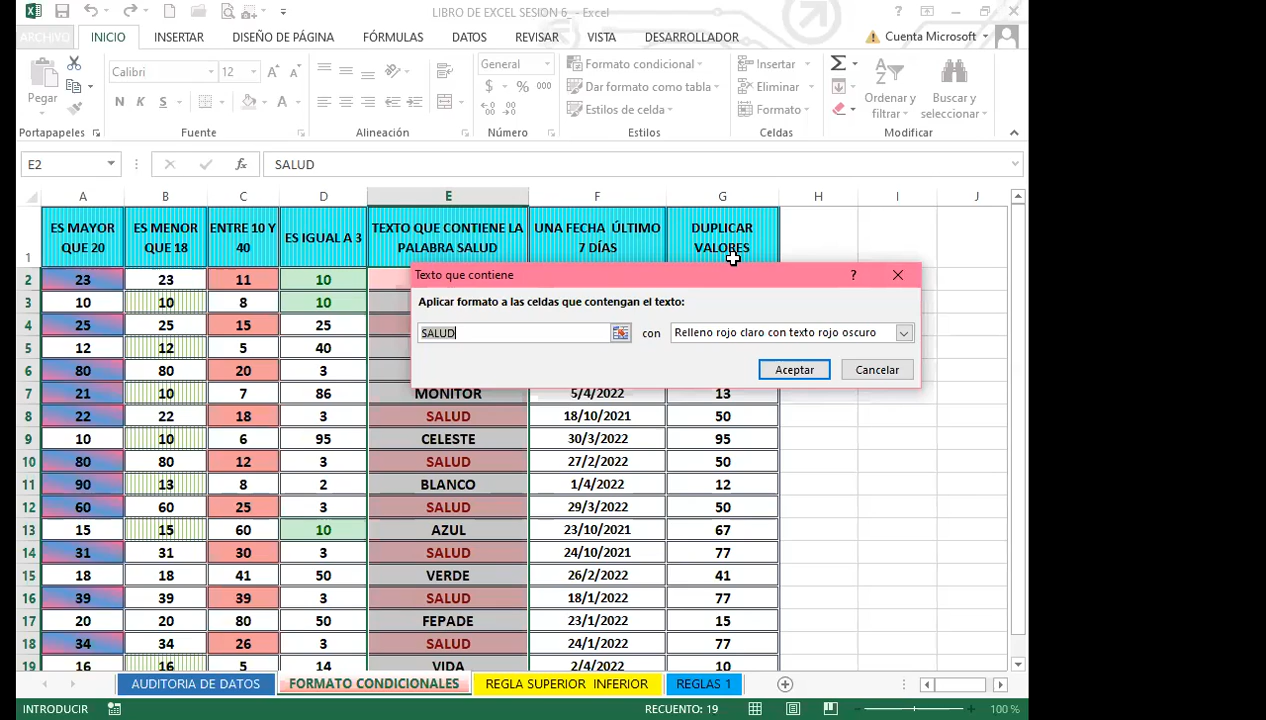 LIBRO DE EXCEL SESION 6_ - Excel
ARCHIVO INICIO INSERTAR DISEÑO DE PÁGINA FÓRMULAS DATOS REVISAR VISTA DESARROLLADOR Cuenta Microsoft
Calibri 12 General Formato condicional Insertar
Pegar N K S $ % 000 Dar formato como tabla Eliminar Ordenar y filtrar Buscar y seleccionar
Estilos de celda Formato
Portapapeles Fuente Alineación Número Estilos Celdas Modificar
E2 fx SALUD
A B C D E F G H I J
1 ES MAYOR QUE 20 ES MENOR QUE 18 ENTRE 10 Y 40 ES IGUAL A 3 TEXTO QUE CONTIENE LA PALABRA SALUD UNA FECHA ÚLTIMO 7 DÍAS DUPLICAR VALORES
Texto que contiene ?
Aplicar formato a las celdas que contengan el texto:
SALUD con Relleno rojo claro con texto rojo oscuro
Aceptar Cancelar
2 23 23 11 10
3 10 10 8 10
4 25 25 15 25
5 12 12 5 40
6 80 80 20 3
7 21 10 7 86 MONITOR 5/4/2022 13
8 22 22 18 3 SALUD 18/10/2021 50
9 10 10 6 95 CELESTE 30/3/2022 95
10 80 80 12 3 SALUD 27/2/2022 50
11 90 13 8 2 BLANCO 1/4/2022 12
12 60 60 25 3 SALUD 29/3/2022 50
13 15 15 60 10 AZUL 23/10/2021 67
14 31 31 30 3 SALUD 24/10/2021 77
15 18 18 41 50 VERDE 26/2/2022 41
16 39 39 39 3 SALUD 18/1/2022 77
17 20 20 80 50 FEPADE 23/1/2022 15
18 34 34 26 3 SALUD 24/1/2022 77
19 16 16 5 14 VIDA 2/4/2022 10
AUDITORIA DE DATOS FORMATO CONDICIONALES REGLA SUPERIOR INFERIOR REGLAS 1
INTRODUCIR RECUENTO: 19 100 %